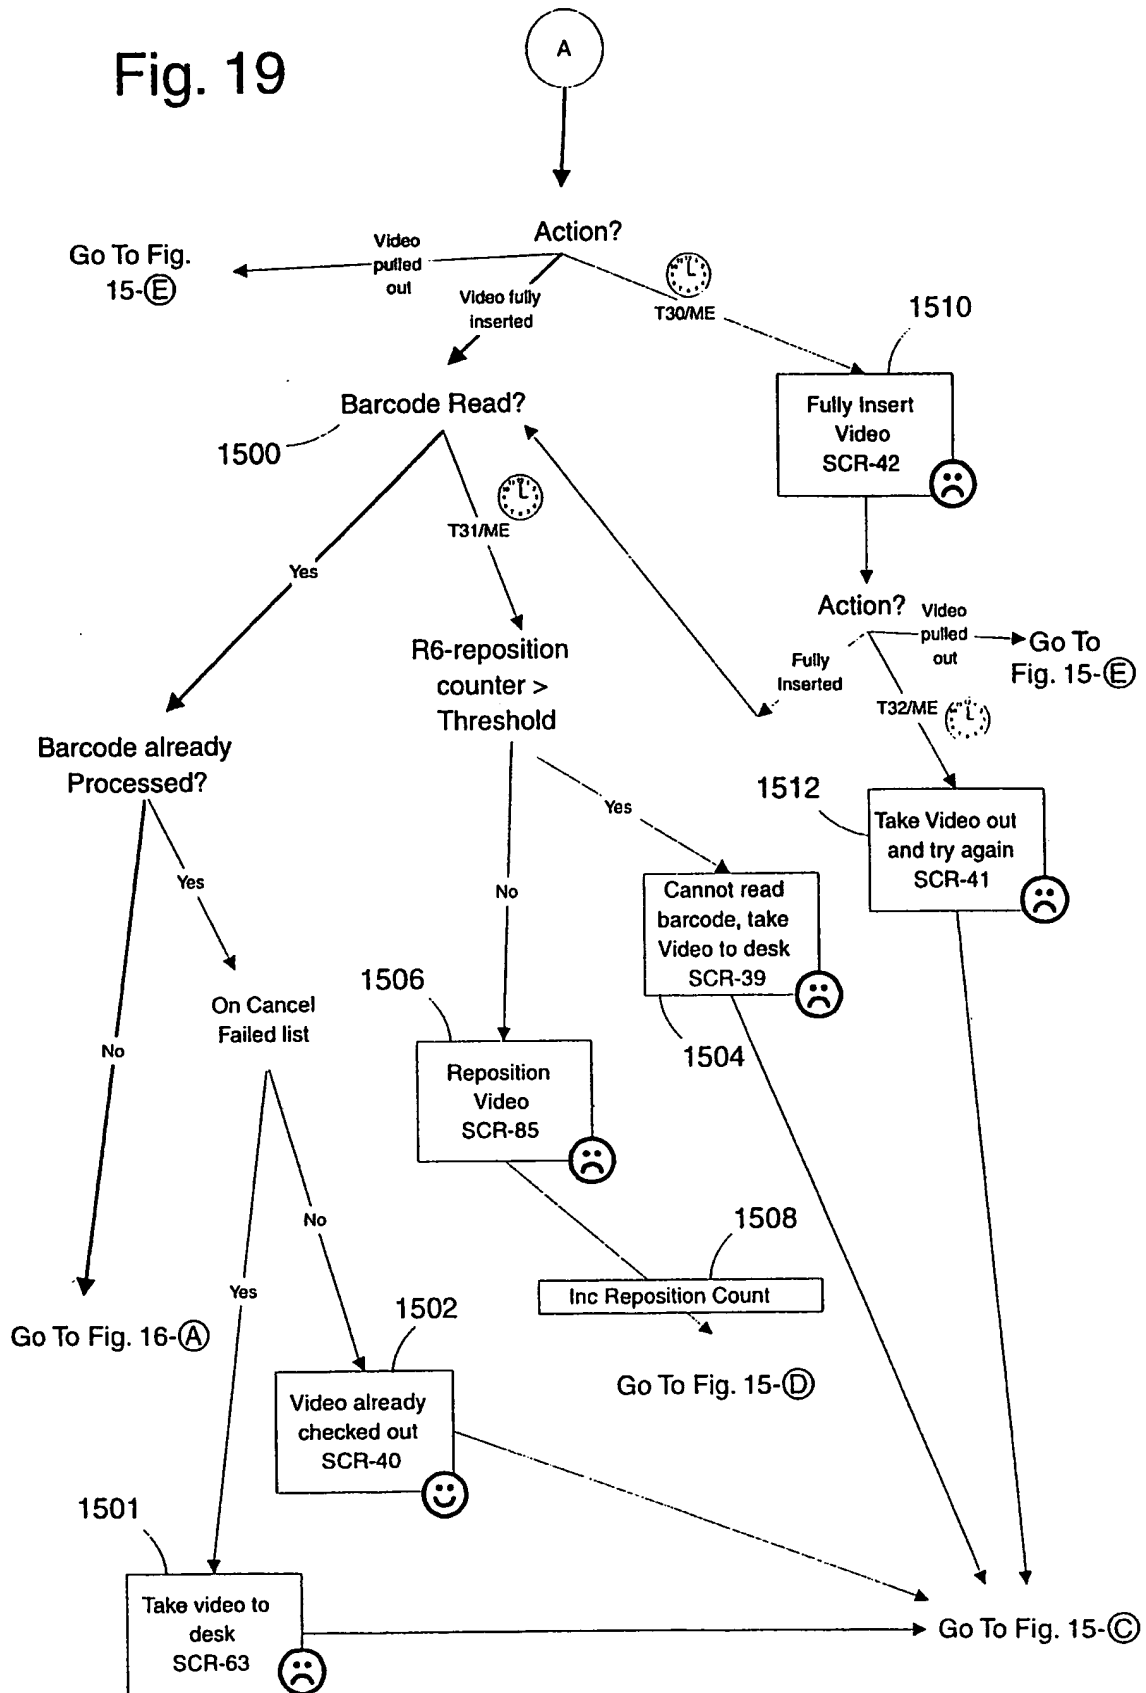 Fig. 19
A
Action?
Video
pulled
out
Go To Fig.
15-Ⓔ
Video fully
inserted
T30/ME
1510
Fully Insert
Video
SCR-42
Barcode Read?
1500
T31/ME
Yes
Action?
Video
pulled
out
Go To
Fig. 15-Ⓔ
Fully
Inserted
T32/ME
R6-reposition
counter >
Threshold
Barcode already
Processed?
1512
Take Video out
and try again
SCR-41
Yes
Yes
No
Cannot read
barcode, take
Video to desk
SCR-39
1504
1506
Reposition
Video
SCR-85
On Cancel
Failed list
No
No
Yes
1508
Inc Reposition Count
Go To Fig. 16-Ⓐ
1502
Video already
checked out
SCR-40
Go To Fig. 15-Ⓓ
1501
Take video to
desk
SCR-63
Go To Fig. 15-Ⓒ